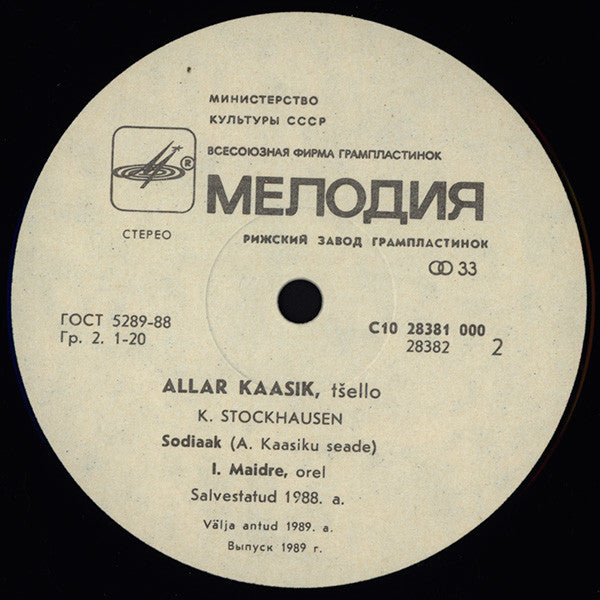 МИНИСТЕРСТВО
КУЛЬТУРЫ СССР
ВСЕСОЮЗНАЯ ФИРМА ГРАМПЛАСТИНОК
МЕЛОДИЯ
®
СТЕРЕО
РИЖСКИЙ ЗАВОД ГРАМПЛАСТИНОК
33
ГОСТ 5289-88
Гр. 2. 1-20
С10 28381 000
28382 2
ALLAR KAASIK, tšello
K. STOCKHAUSEN
Sodiaak (A. Kaasiku seade)
I. Maidre, orel
Salvestatud 1988. a.
Välja antud 1989. a.
Выпуск 1989 г.